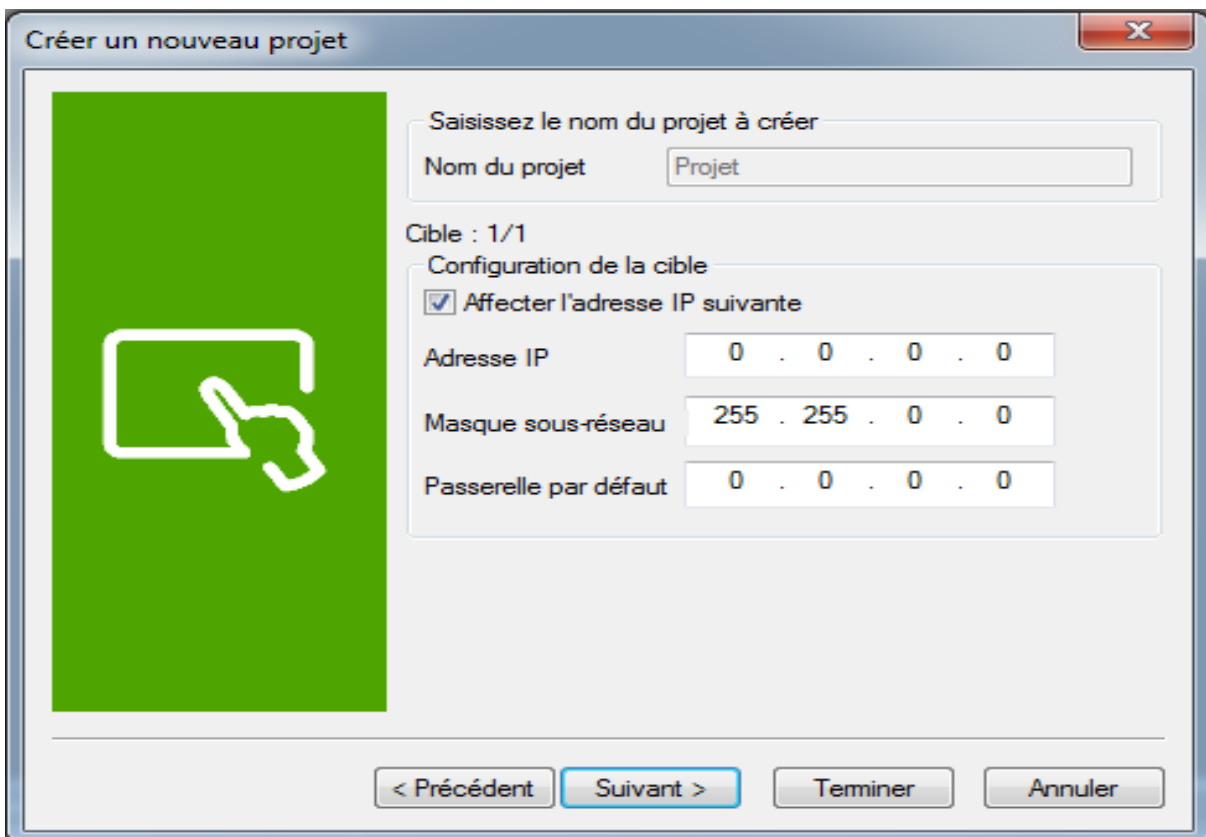 Créer un nouveau projet
Saisissez le nom du projet à créer
Nom du projet Projet
Cible : 1/1
Configuration de la cible
Affecter l'adresse IP suivante
Adresse IP 0 . 0 . 0 . 0
Masque sous-réseau 255 . 255 . 0 . 0
Passerelle par défaut 0 . 0 . 0 . 0
< Précédent Suivant > Terminer Annuler